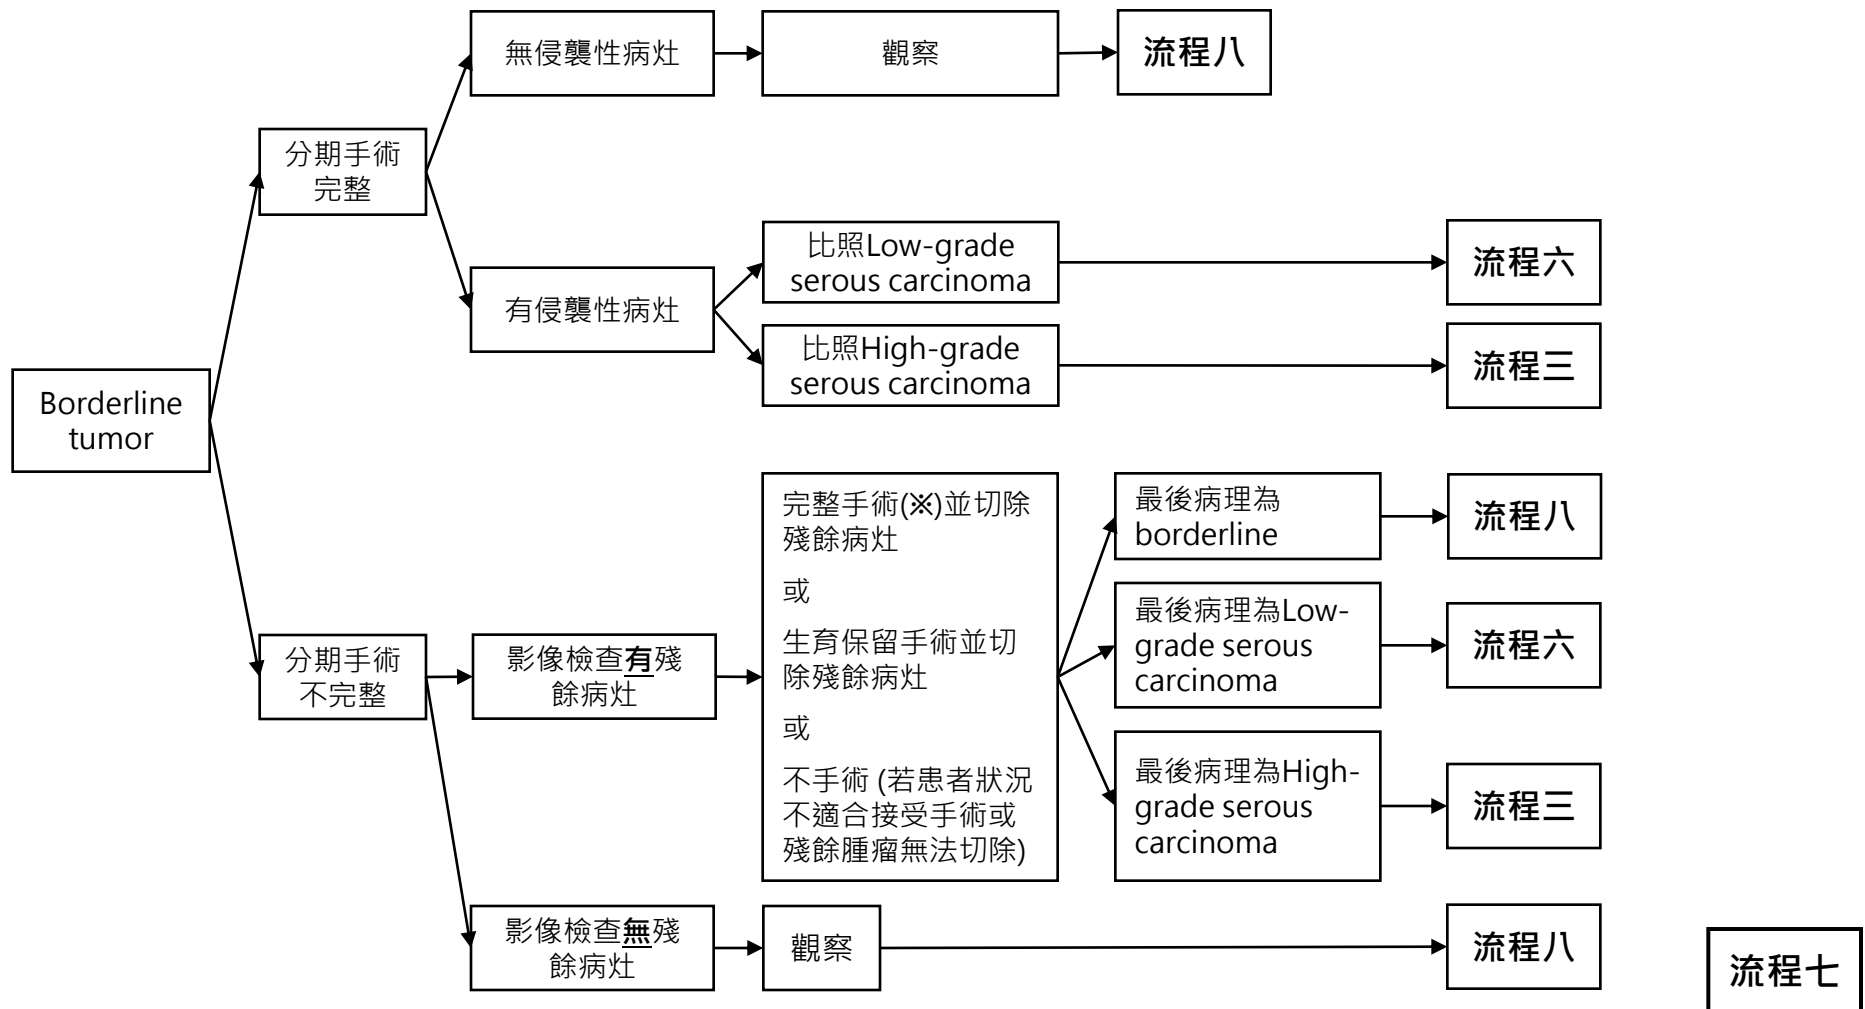 無侵襲性病灶
觀察
流程八
分期手術
完整
比照Low-grade
serous carcinoma
流程六
有侵襲性病灶
比照High-grade
serous carcinoma
流程三
Borderline
tumor
完整手術(※)並切除
殘餘病灶
或
生育保留手術並切
除殘餘病灶
或
不手術 (若患者狀況
不適合接受手術或
殘餘腫瘤無法切除)
最後病理為
borderline
流程八
最後病理為Low-
grade serous
carcinoma
流程六
分期手術
不完整
影像檢查有殘
餘病灶
最後病理為High-
grade serous
carcinoma
流程三
影像檢查無殘
餘病灶
觀察
流程八
流程七